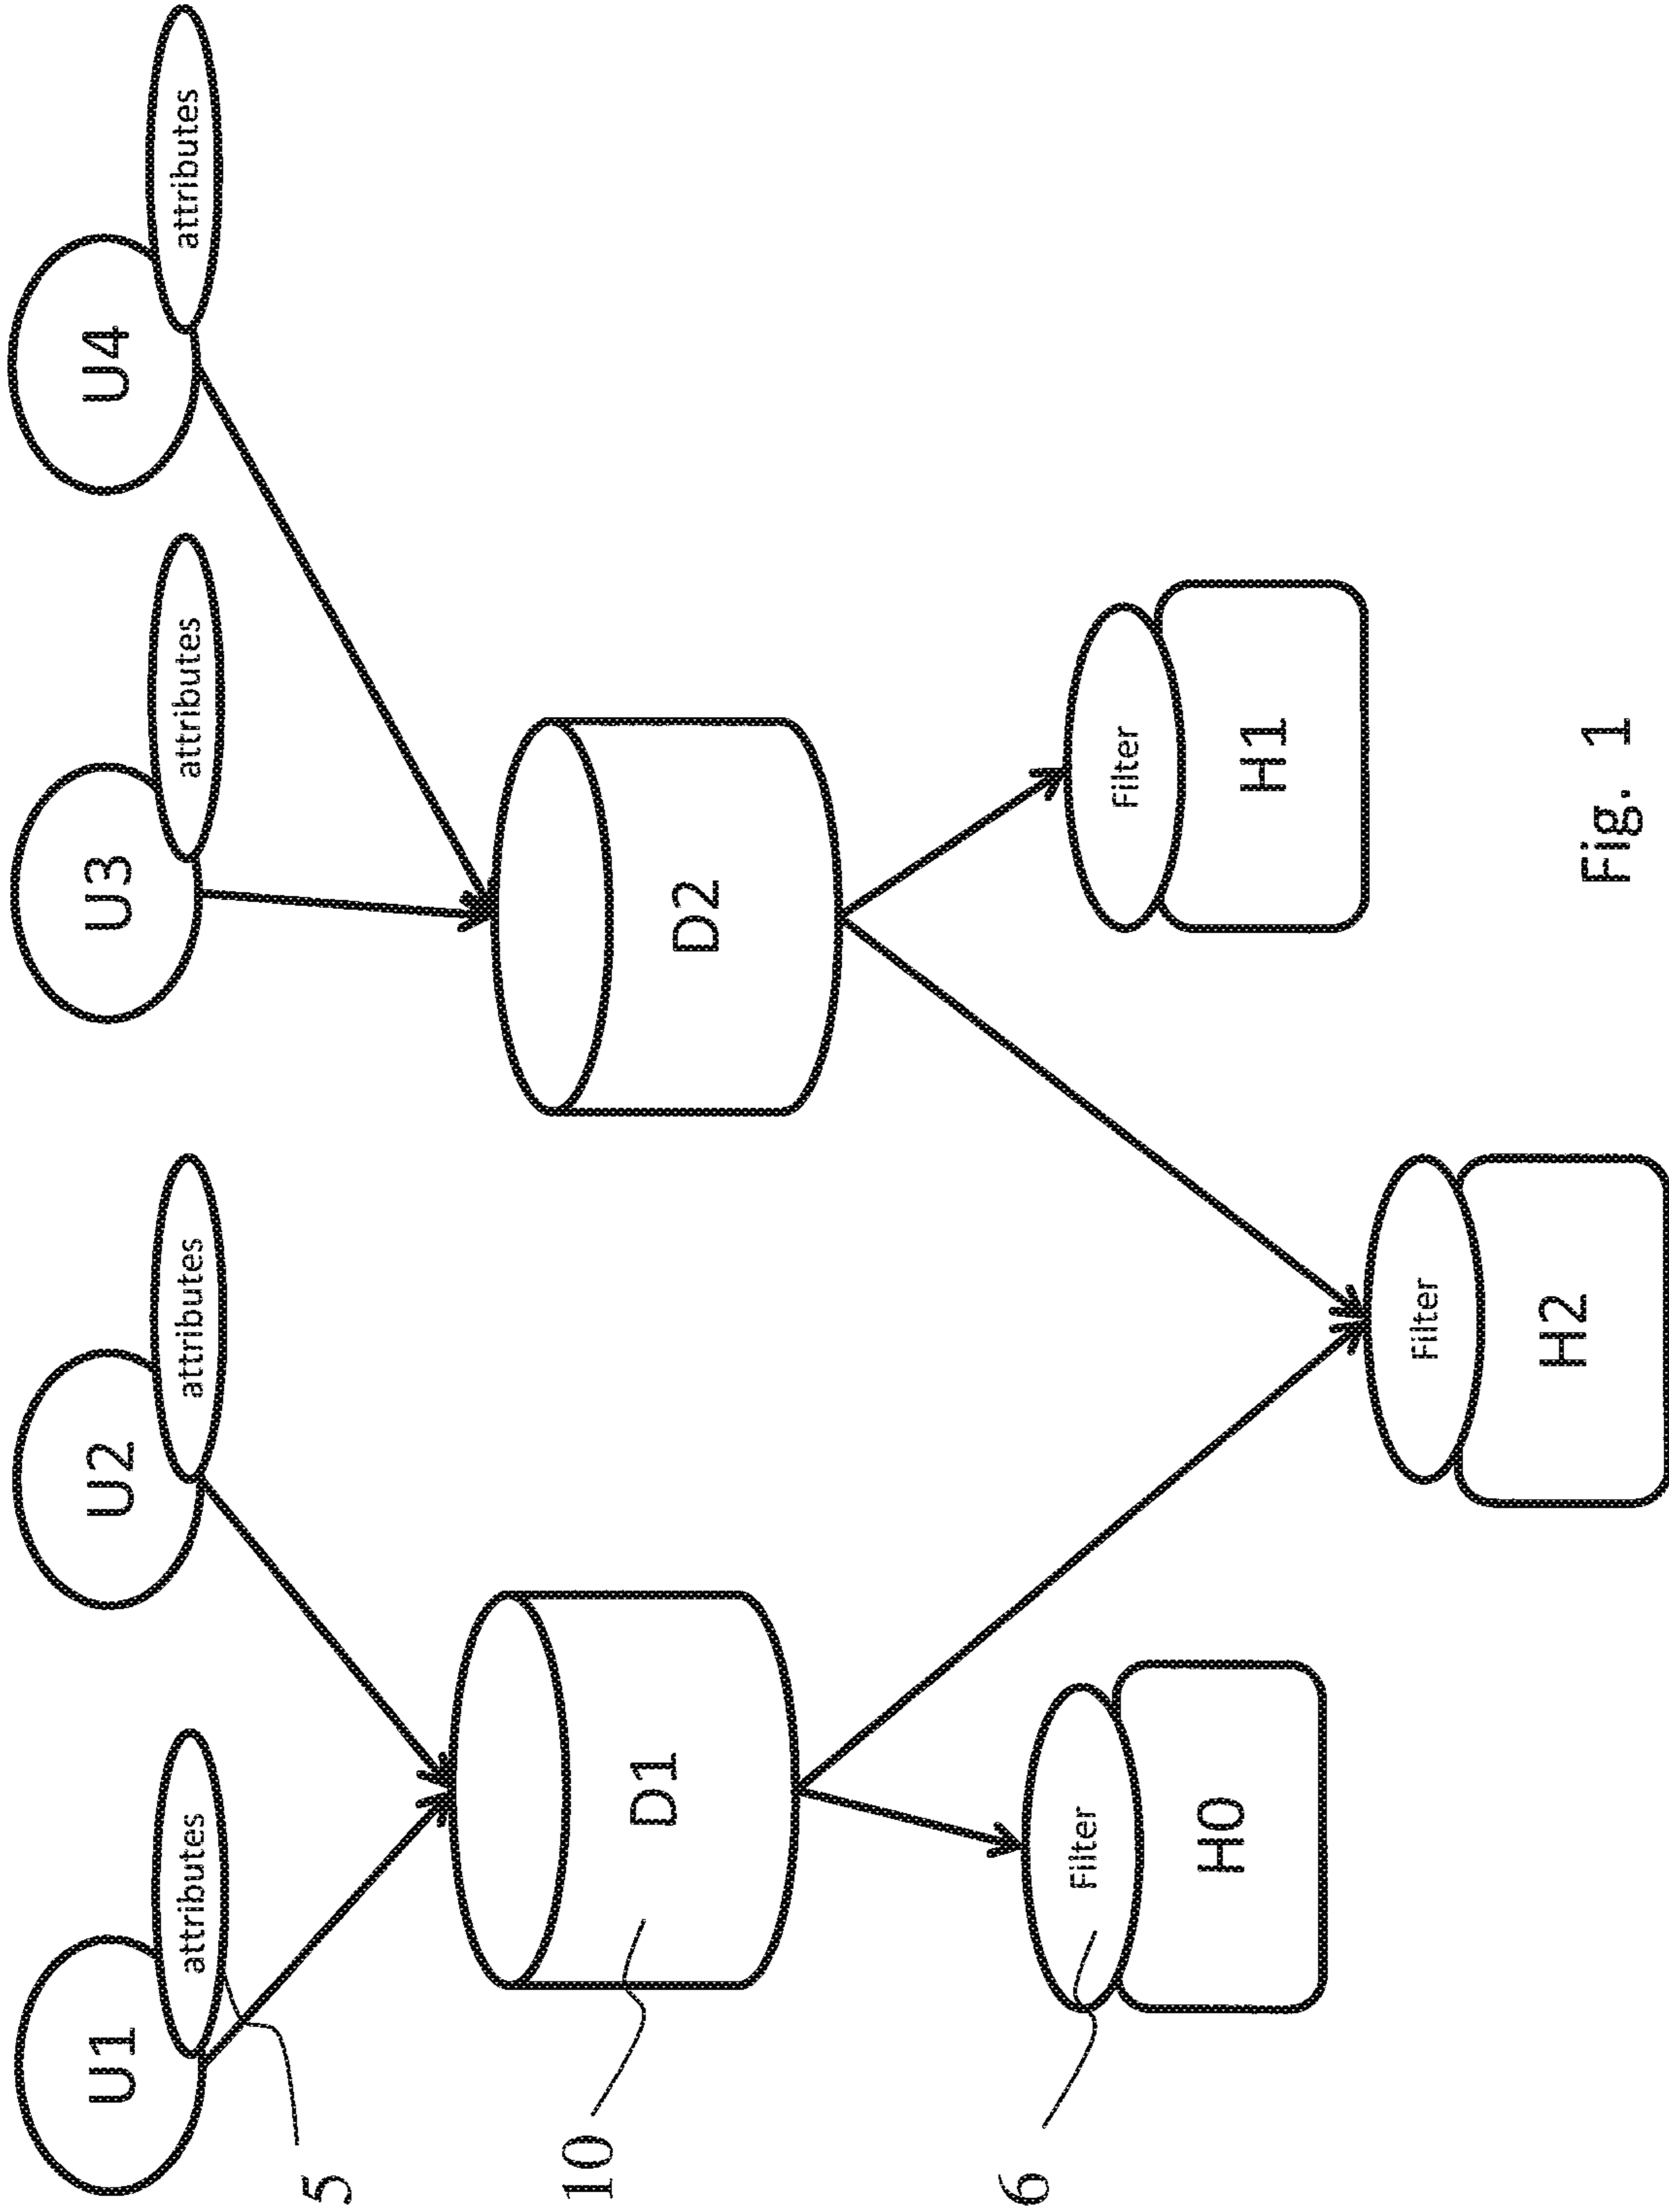 U1
attributes
U2
attributes
U3
attributes
U4
attributes
5
D1
D2
10
Filter
H0
Filter
H1
6
Filter
H2
Fig. 1